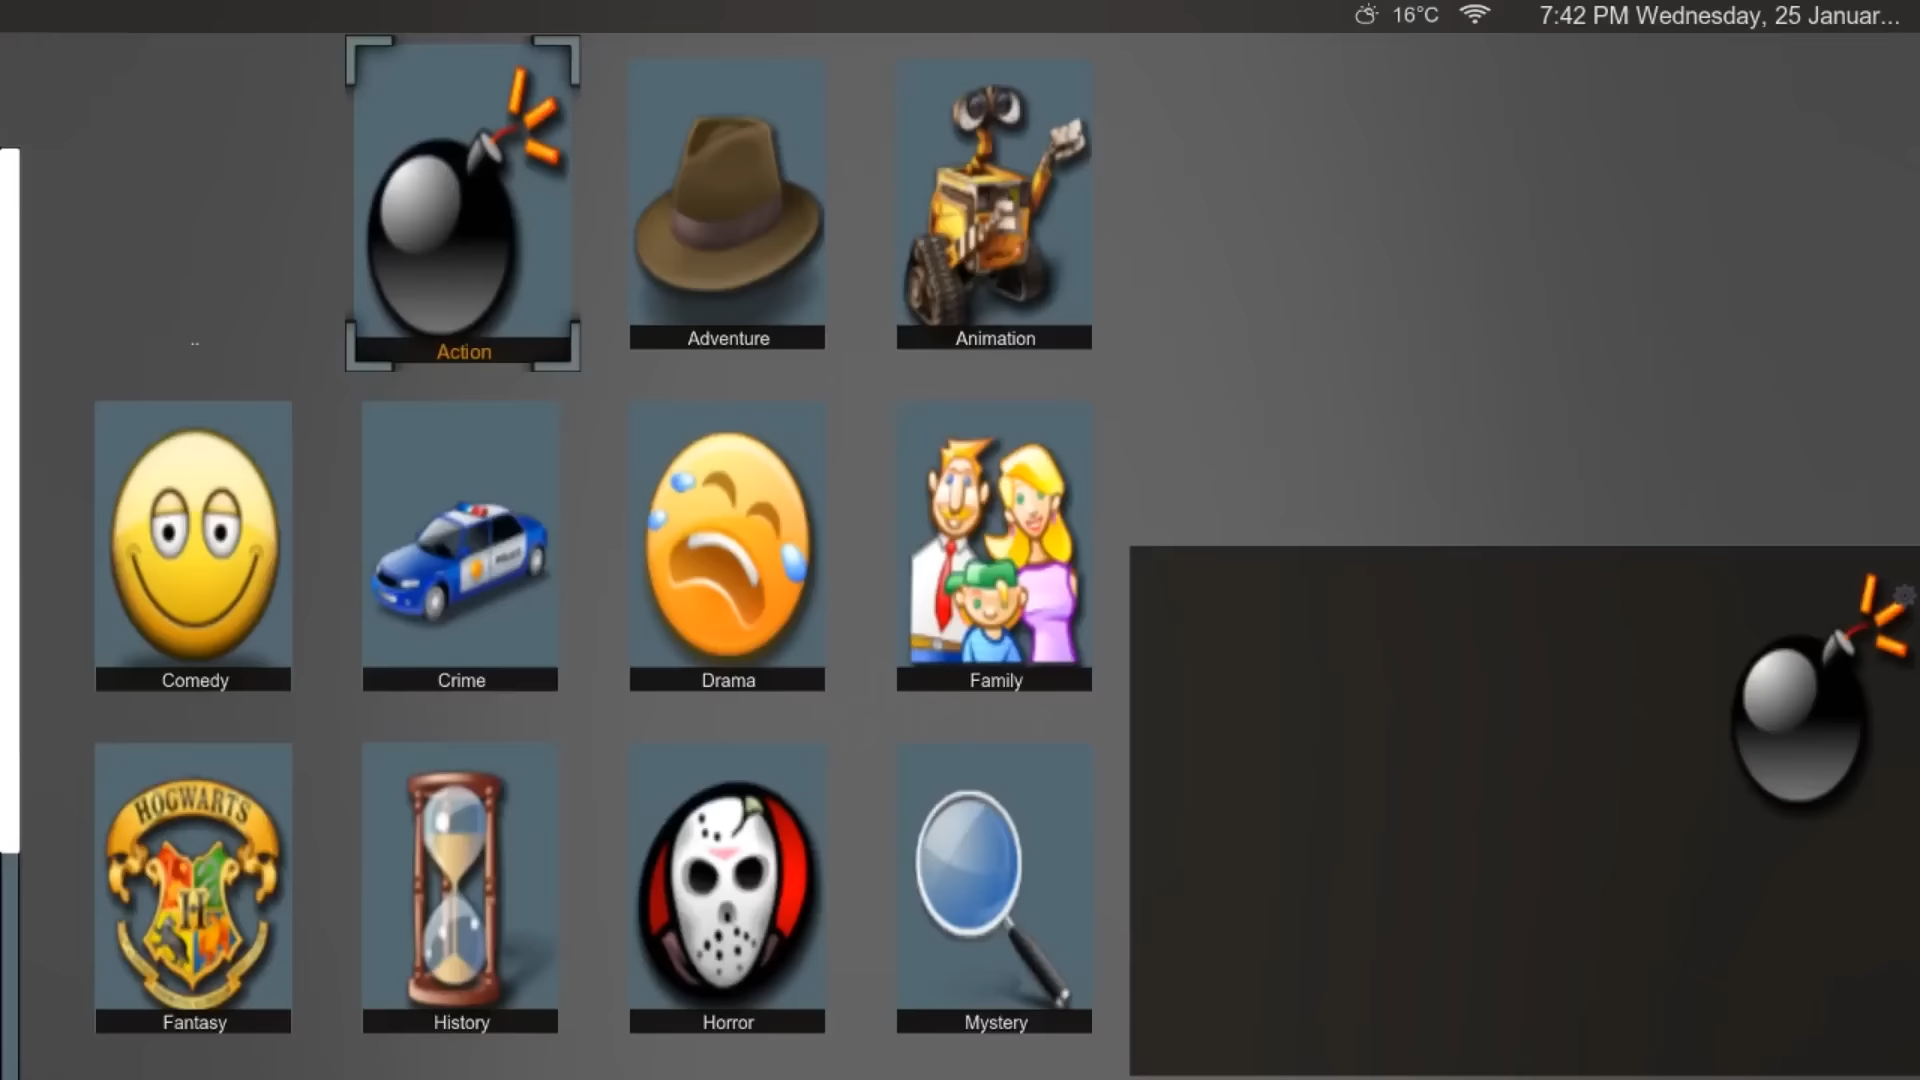 16°C 7:42 PM Wednesday, 25 Januar...
..
Action
Adventure
Animation
Comedy
Crime
Drama
Family
POLICE
HOGWARTS
H
Fantasy
History
Horror
Mystery